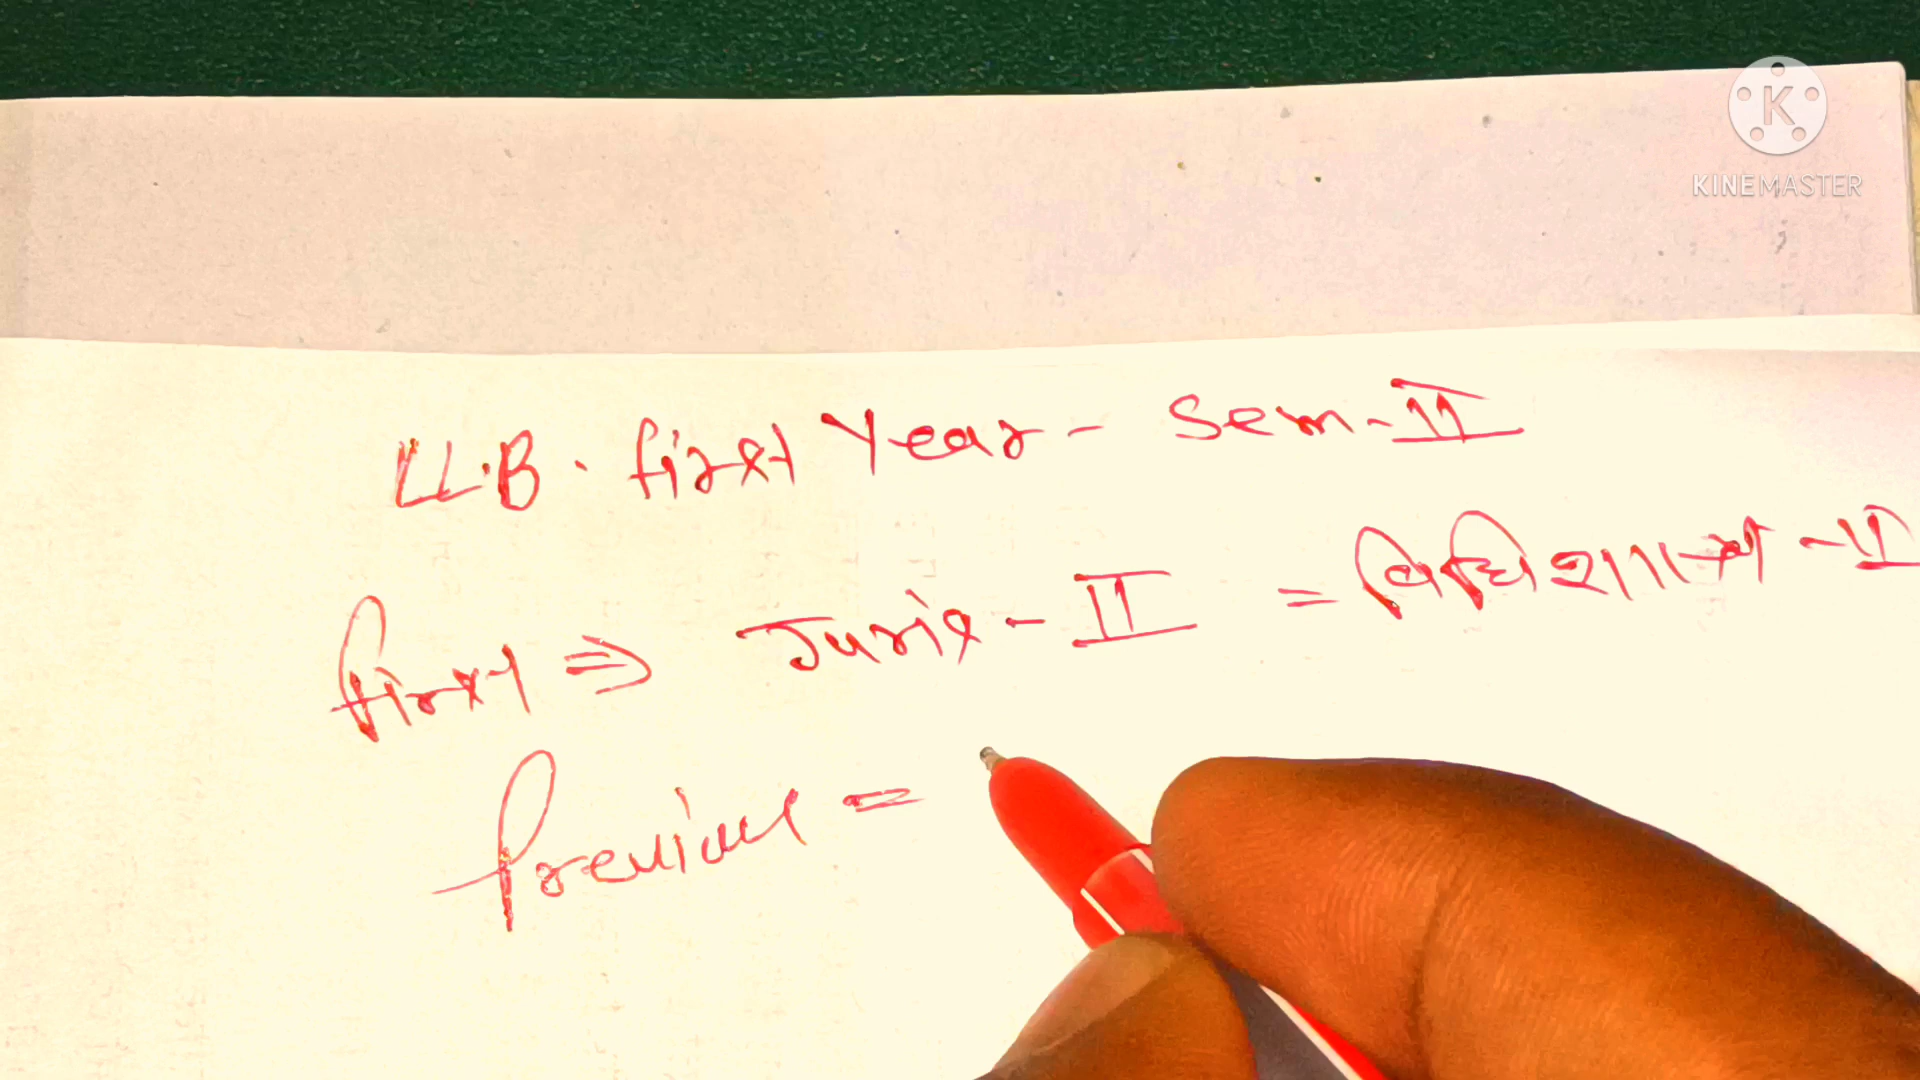 K
KINEMASTER
LL.B. first Year - Sem-II
first ⇒ Juris-II = विधिशास्त्र-II
Previous =